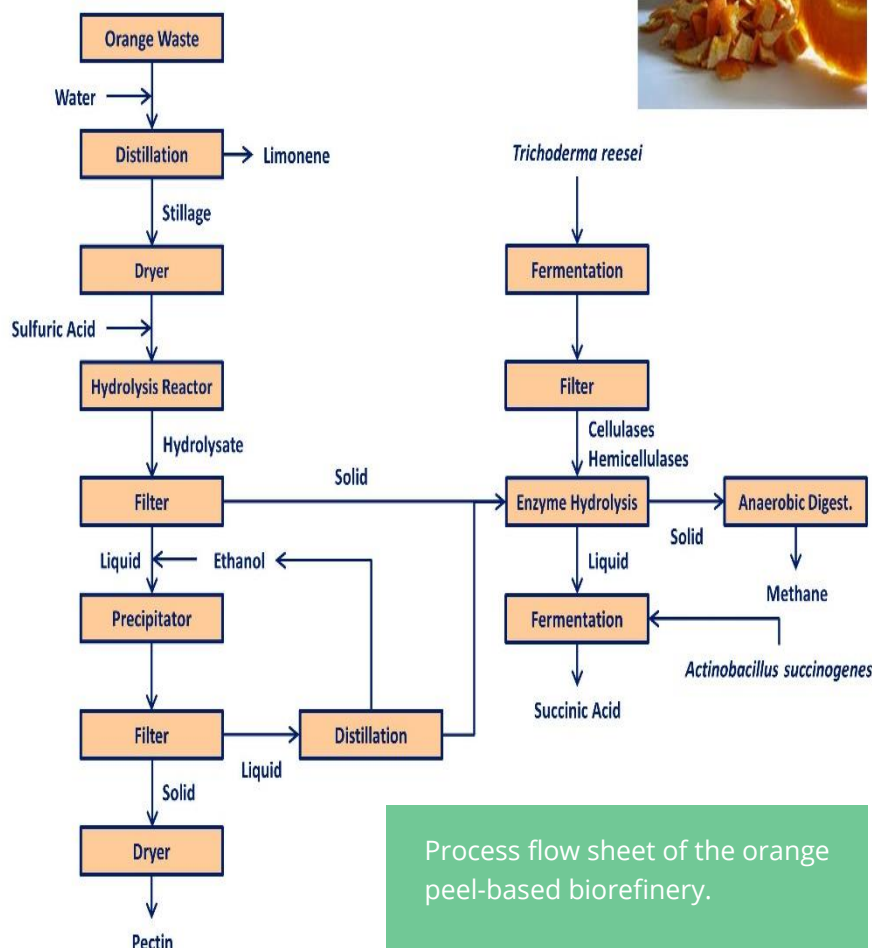 Orange Waste
Water
Distillation
Limonene
Stillage
Dryer
Sulfuric Acid
Hydrolysis Reactor
Hydrolysate
Filter
Solid
Liquid
Ethanol
Precipitator
Filter
Liquid
Distillation
Solid
Dryer
Pectin
Trichoderma reesei
Fermentation
Filter
Cellulases
Hemicellulases
Enzyme Hydrolysis
Solid
Anaerobic Digest.
Methane
Liquid
Fermentation
Actinobacillus succinogenes
Succinic Acid
Process flow sheet of the orange
peel-based biorefinery.